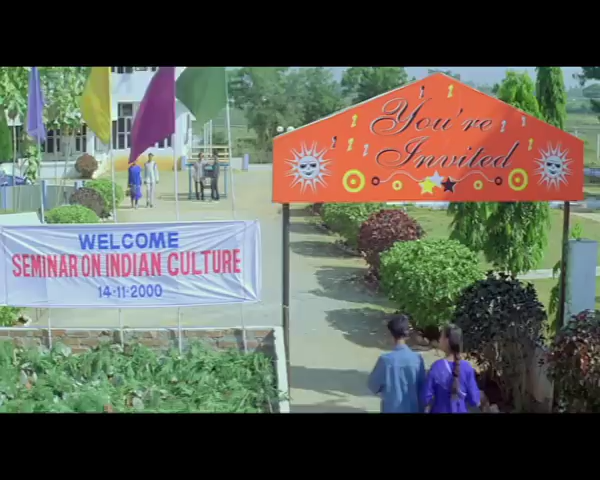 You're
Invited
WELCOME
SEMINAR ON INDIAN CULTURE
14-11-2000